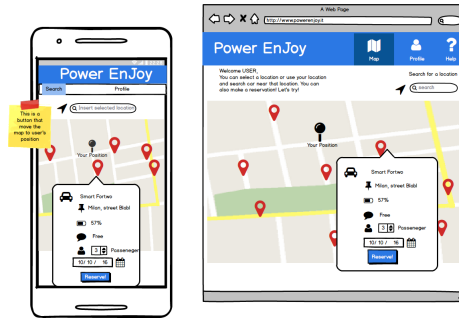 Power EnJoy
Search
Profile
Insert selected location
This is a
button that
move the
map to user's
position
Your Position
Smart Fortwo
Milan, street Blabl
57%
Free
3
Posseneger
10/ 10 / 16
Reserve!
A Web Page
http://www.powerenjoy.it
Power EnJoy
Map
Profile
Help
Welcome USER,
You can select a location or use your location
and search car near that location. You can
also make a reservation! Let's try!
Search for a location
search
Your Position
Smart Fortwo
Milan, street Blabl
57%
Free
3
Posseneger
10/ 10 / 16
Reserve!